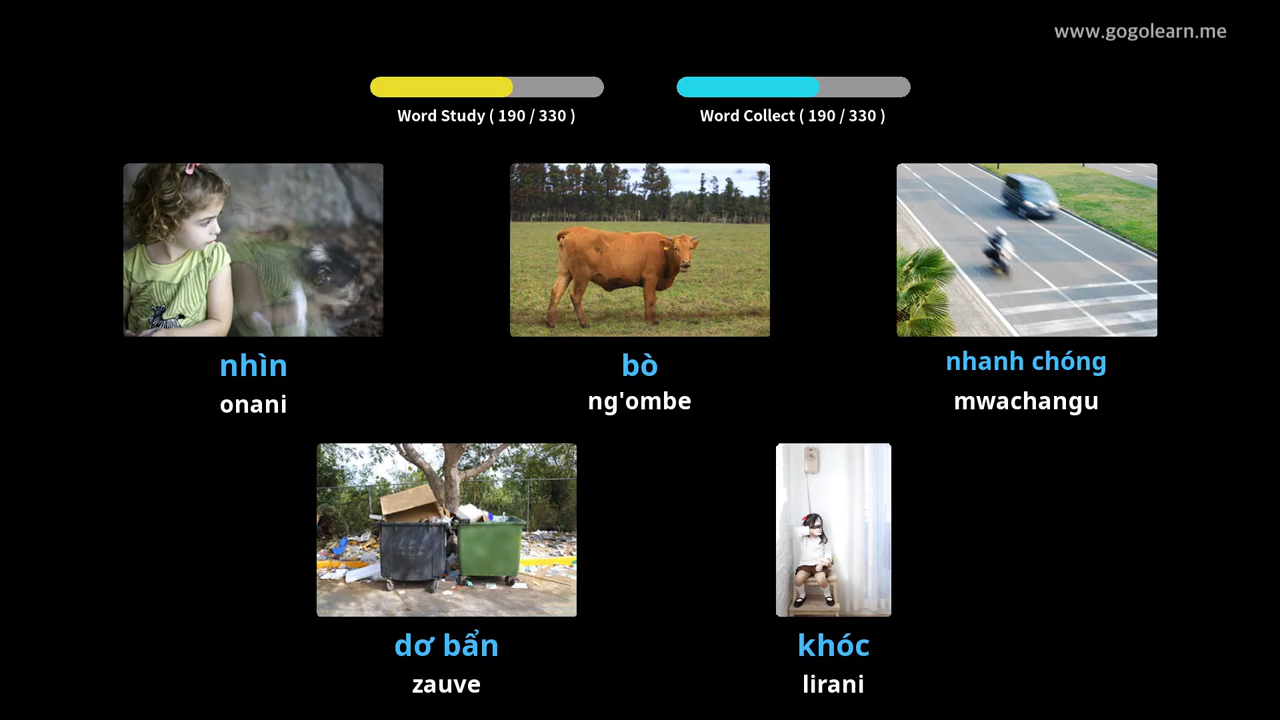 www.gogolearn.me
Word Study ( 190 / 330 )
Word Collect ( 190 / 330 )
nhìn
onani
bò
ng'ombe
nhanh chóng
mwachangu
dơ bẩn
zauve
khóc
lirani